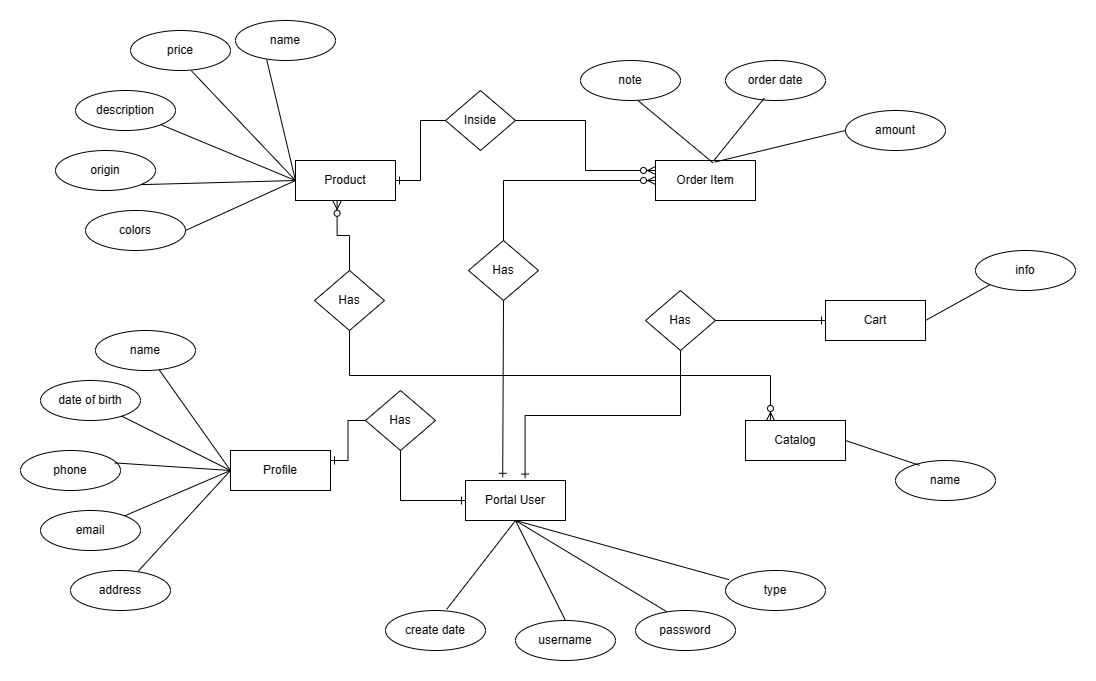 name
price
note
order date
description
Inside
amount
origin
Product
Order Item
colors
Has
info
Has
Has
Cart
name
date of birth
Has
Catalog
phone
Profile
name
Portal User
email
address
type
create date
username
password